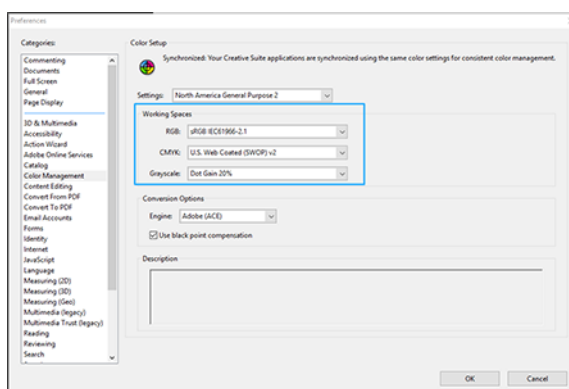 Preferences
Categories:
Commenting
Documents
Full Screen
General
Page Display
3D & Multimedia
Accessibility
Action Wizard
Adobe Online Services
Catalog
Color Management
Content Editing
Convert From PDF
Convert To PDF
Email Accounts
Forms
Identity
Internet
JavaScript
Language
Measuring (2D)
Measuring (3D)
Measuring (Geo)
Multimedia (legacy)
Multimedia Trust (legacy)
Reading
Reviewing
Search
Color Setup
Synchronized: Your Creative Suite applications are synchronized using the same color settings for consistent color management.
Settings: North America General Purpose 2
Working Spaces
RGB: sRGB IEC61966-2.1
CMYK: U.S. Web Coated (SWOP) v2
Grayscale: Dot Gain 20%
Conversion Options
Engine: Adobe (ACE)
Use black point compensation
Description
OK Cancel